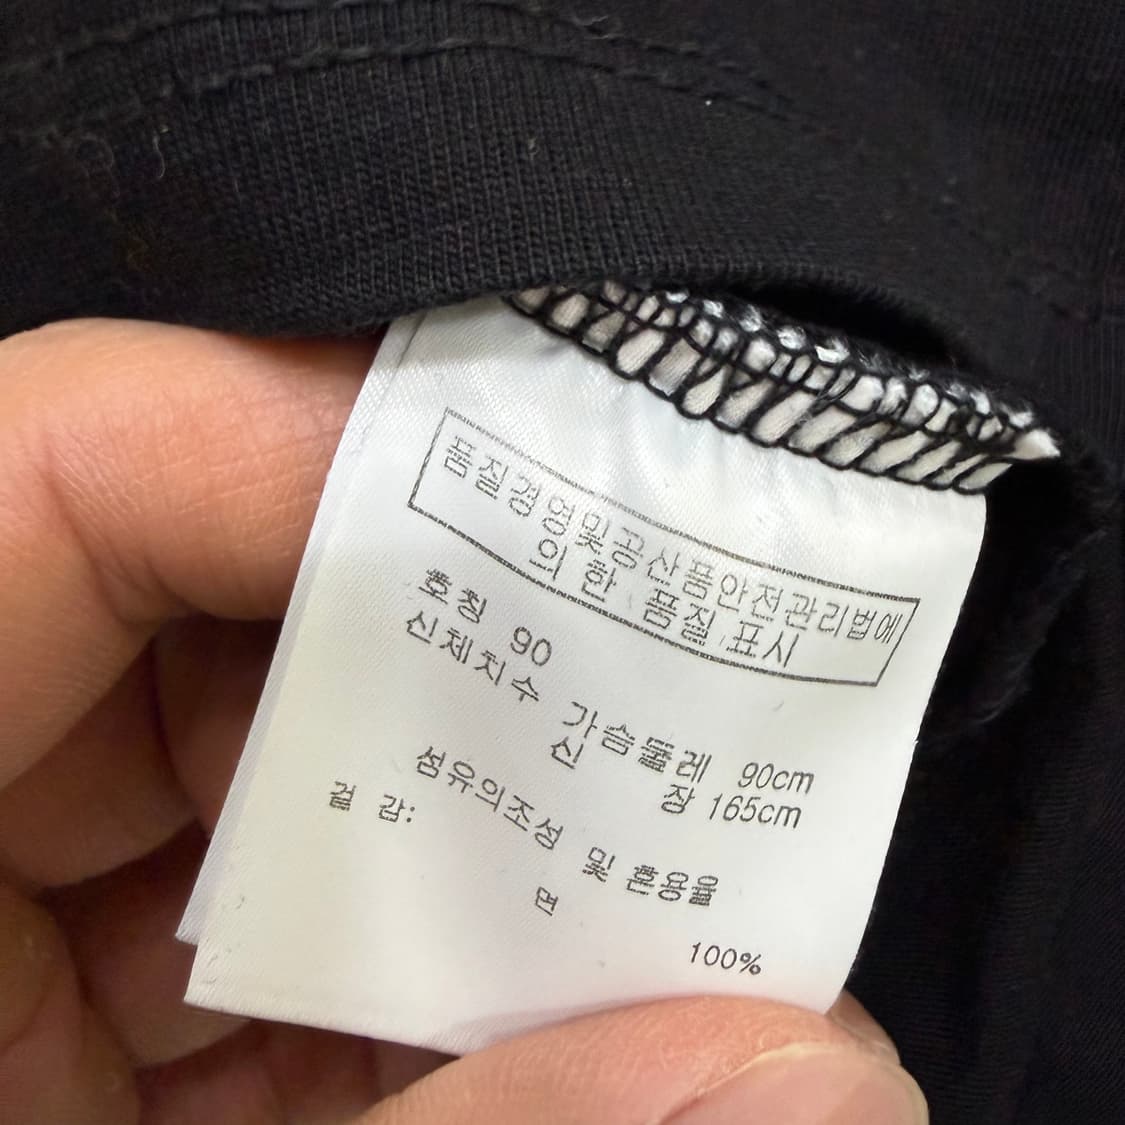 품질경영및공산품안전관리법에
의한 품질 표시
호칭 90
신체치수 가슴둘레 90cm
신 장 165cm
섬유의조성 및 혼용율
겉 감:
면 100%